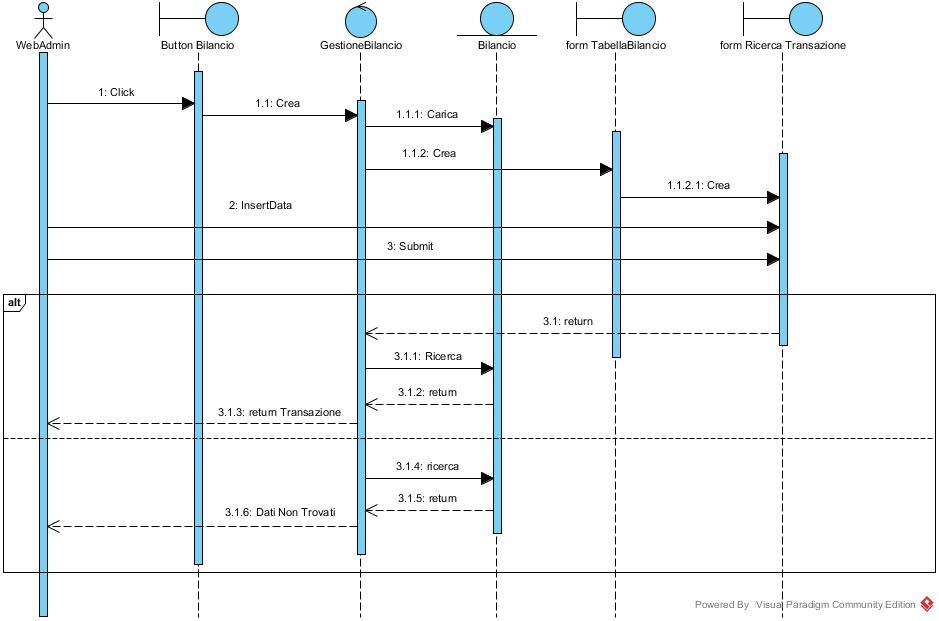 WebAdmin
Button Bilancio
GestioneBilancio
Bilancio
form TabellaBilancio
form Ricerca Transazione
1: Click
1.1: Crea
1.1.1: Carica
1.1.2: Crea
1.1.2.1: Crea
2: InsertData
3: Submit
alt
3.1: return
3.1.1: Ricerca
3.1.2: return
3.1.3: return Transazione
3.1.4: ricerca
3.1.5: return
3.1.6: Dati Non Trovati
Powered By Visual Paradigm Community Edition